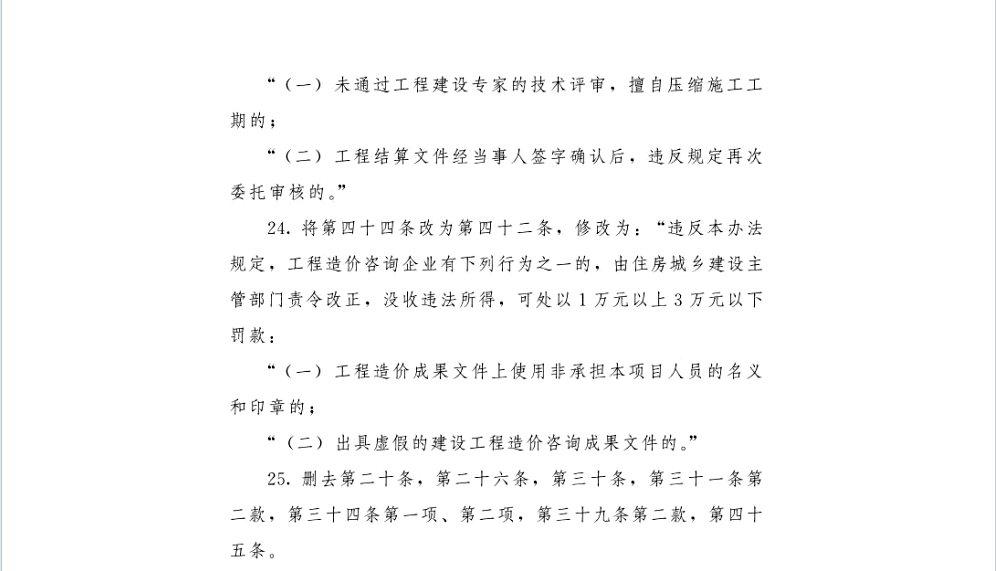 “（一）未通过工程建设专家的技术评审，擅自压缩施工工
期的；
“（二）工程结算文件经当事人签字确认后，违反规定再次
委托审核的。”
24. 将第四十四条改为第四十二条，修改为：“违反本办法
规定，工程造价咨询企业有下列行为之一的，由住房城乡建设主
管部门责令改正，没收违法所得，可处以 1 万元以上 3 万元以下
罚款：
“（一）工程造价成果文件上使用非承担本项目人员的名义
和印章的；
“（二）出具虚假的建设工程造价咨询成果文件的。”
25. 删去第二十条，第二十六条，第三十条，第三十一条第
二款，第三十四条第一项、第二项，第三十九条第二款，第四十
五条。